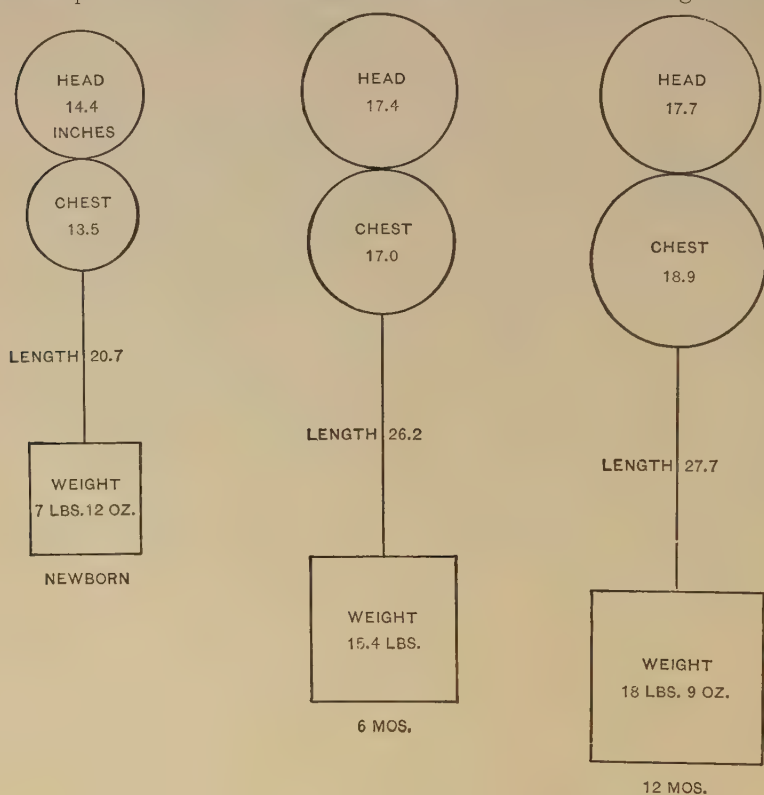 HEAD
14.4
INCHES
CHEST
13.5
LENGTH 20.7
WEIGHT
7 LBS. 12 OZ.
NEWBORN
HEAD
17.4
CHEST
17.0
LENGTH 26.2
WEIGHT
15.4 LBS.
6 MOS.
HEAD
17.7
CHEST
18.9
LENGTH 27.7
WEIGHT
18 LBS. 9 OZ.
12 MOS.